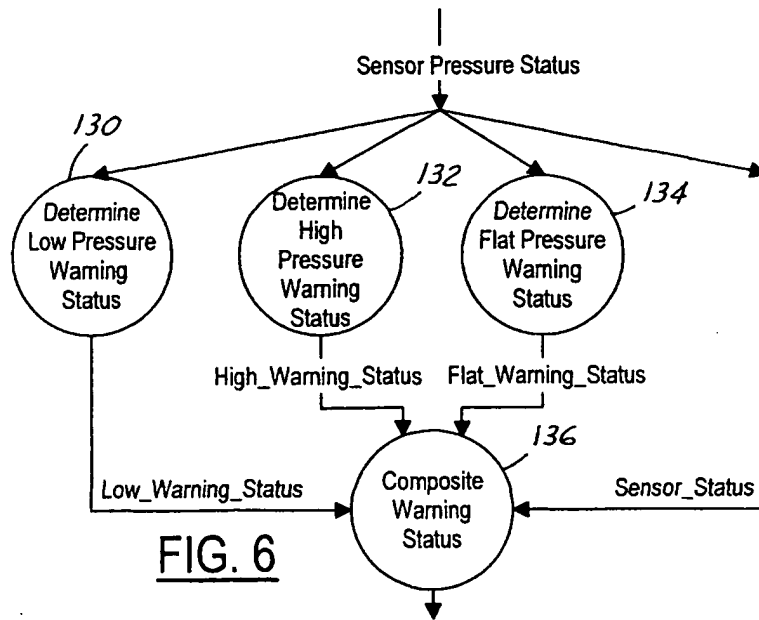 Sensor Pressure Status
130
132
134
Determine
Low Pressure
Warning
Status
Determine
High
Pressure
Warning
Status
Determine
Flat Pressure
Warning
Status
High_Warning_Status
Flat_Warning_Status
136
Low_Warning_Status
Composite
Warning
Status
Sensor_Status
FIG. 6